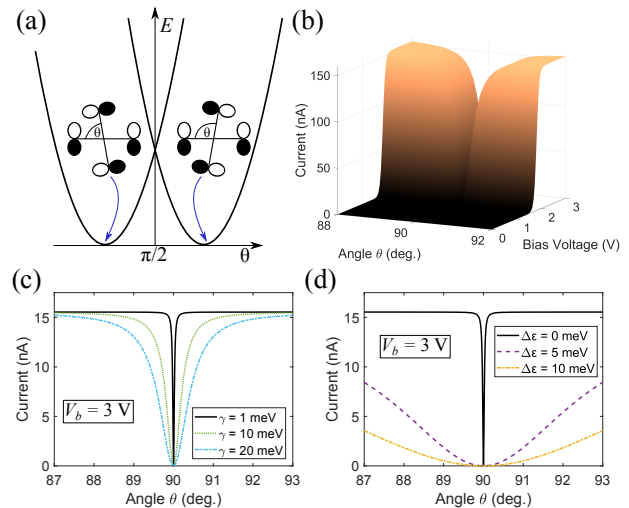 (a)
E
θ
θ
π/2
θ
(b)
Current (nA)
150
100
50
0
88
90
92
Angle θ (deg.)
0
1
2
3
Bias Voltage (V)
(c)
Current (nA)
15
10
5
0
V_b = 3 V
γ = 1 meV
γ = 10 meV
γ = 20 meV
87 88 89 90 91 92 93
Angle θ (deg.)
(d)
Current (nA)
15
10
5
0
V_b = 3 V
Δε = 0 meV
Δε = 5 meV
Δε = 10 meV
87 88 89 90 91 92 93
Angle θ (deg.)